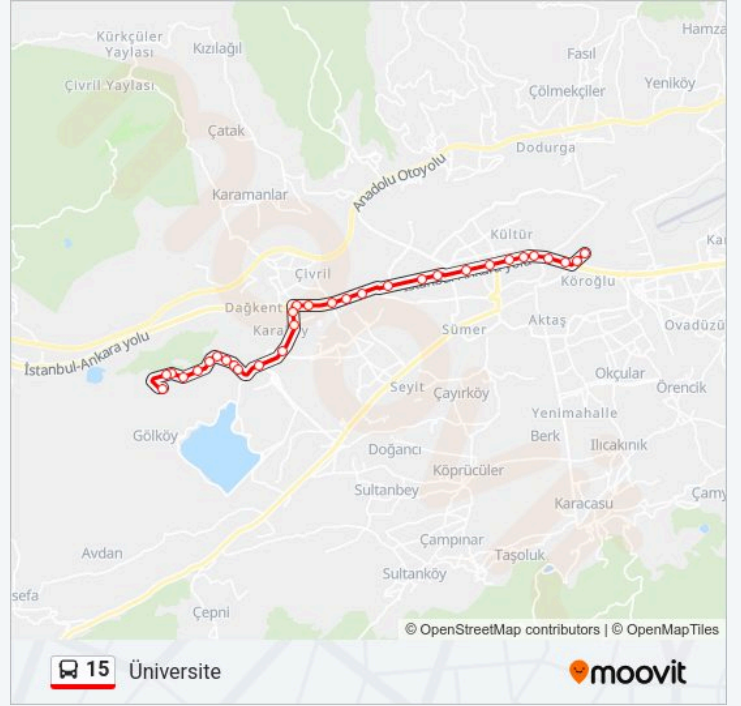 Hamza
Kürkçüler
Yaylası
Kızılağıl
Fasıl
Çivril Yaylası
Çölmekçiler
Yeniköy
Çatak
Dodurga
Anadolu Otoyolu
Karamanlar
Kültür
Çivril
Köroğlu
Dağkent
Aktaş
Ovadüzü
Sümer
İstanbul-Ankara yolu
Okçular
Seyit
Çayırköy
Örencik
Yenimahalle
Gölköy
Berk
Ilıcakınık
Doğancı
Köprücüler
Sultanbey
Karacasu
Çamy
Çampınar
Avdan
Taşoluk
Sultanköy
sefa
Çepni
© OpenStreetMap contributors | © OpenMapTiles
15 Üniversite
moovit